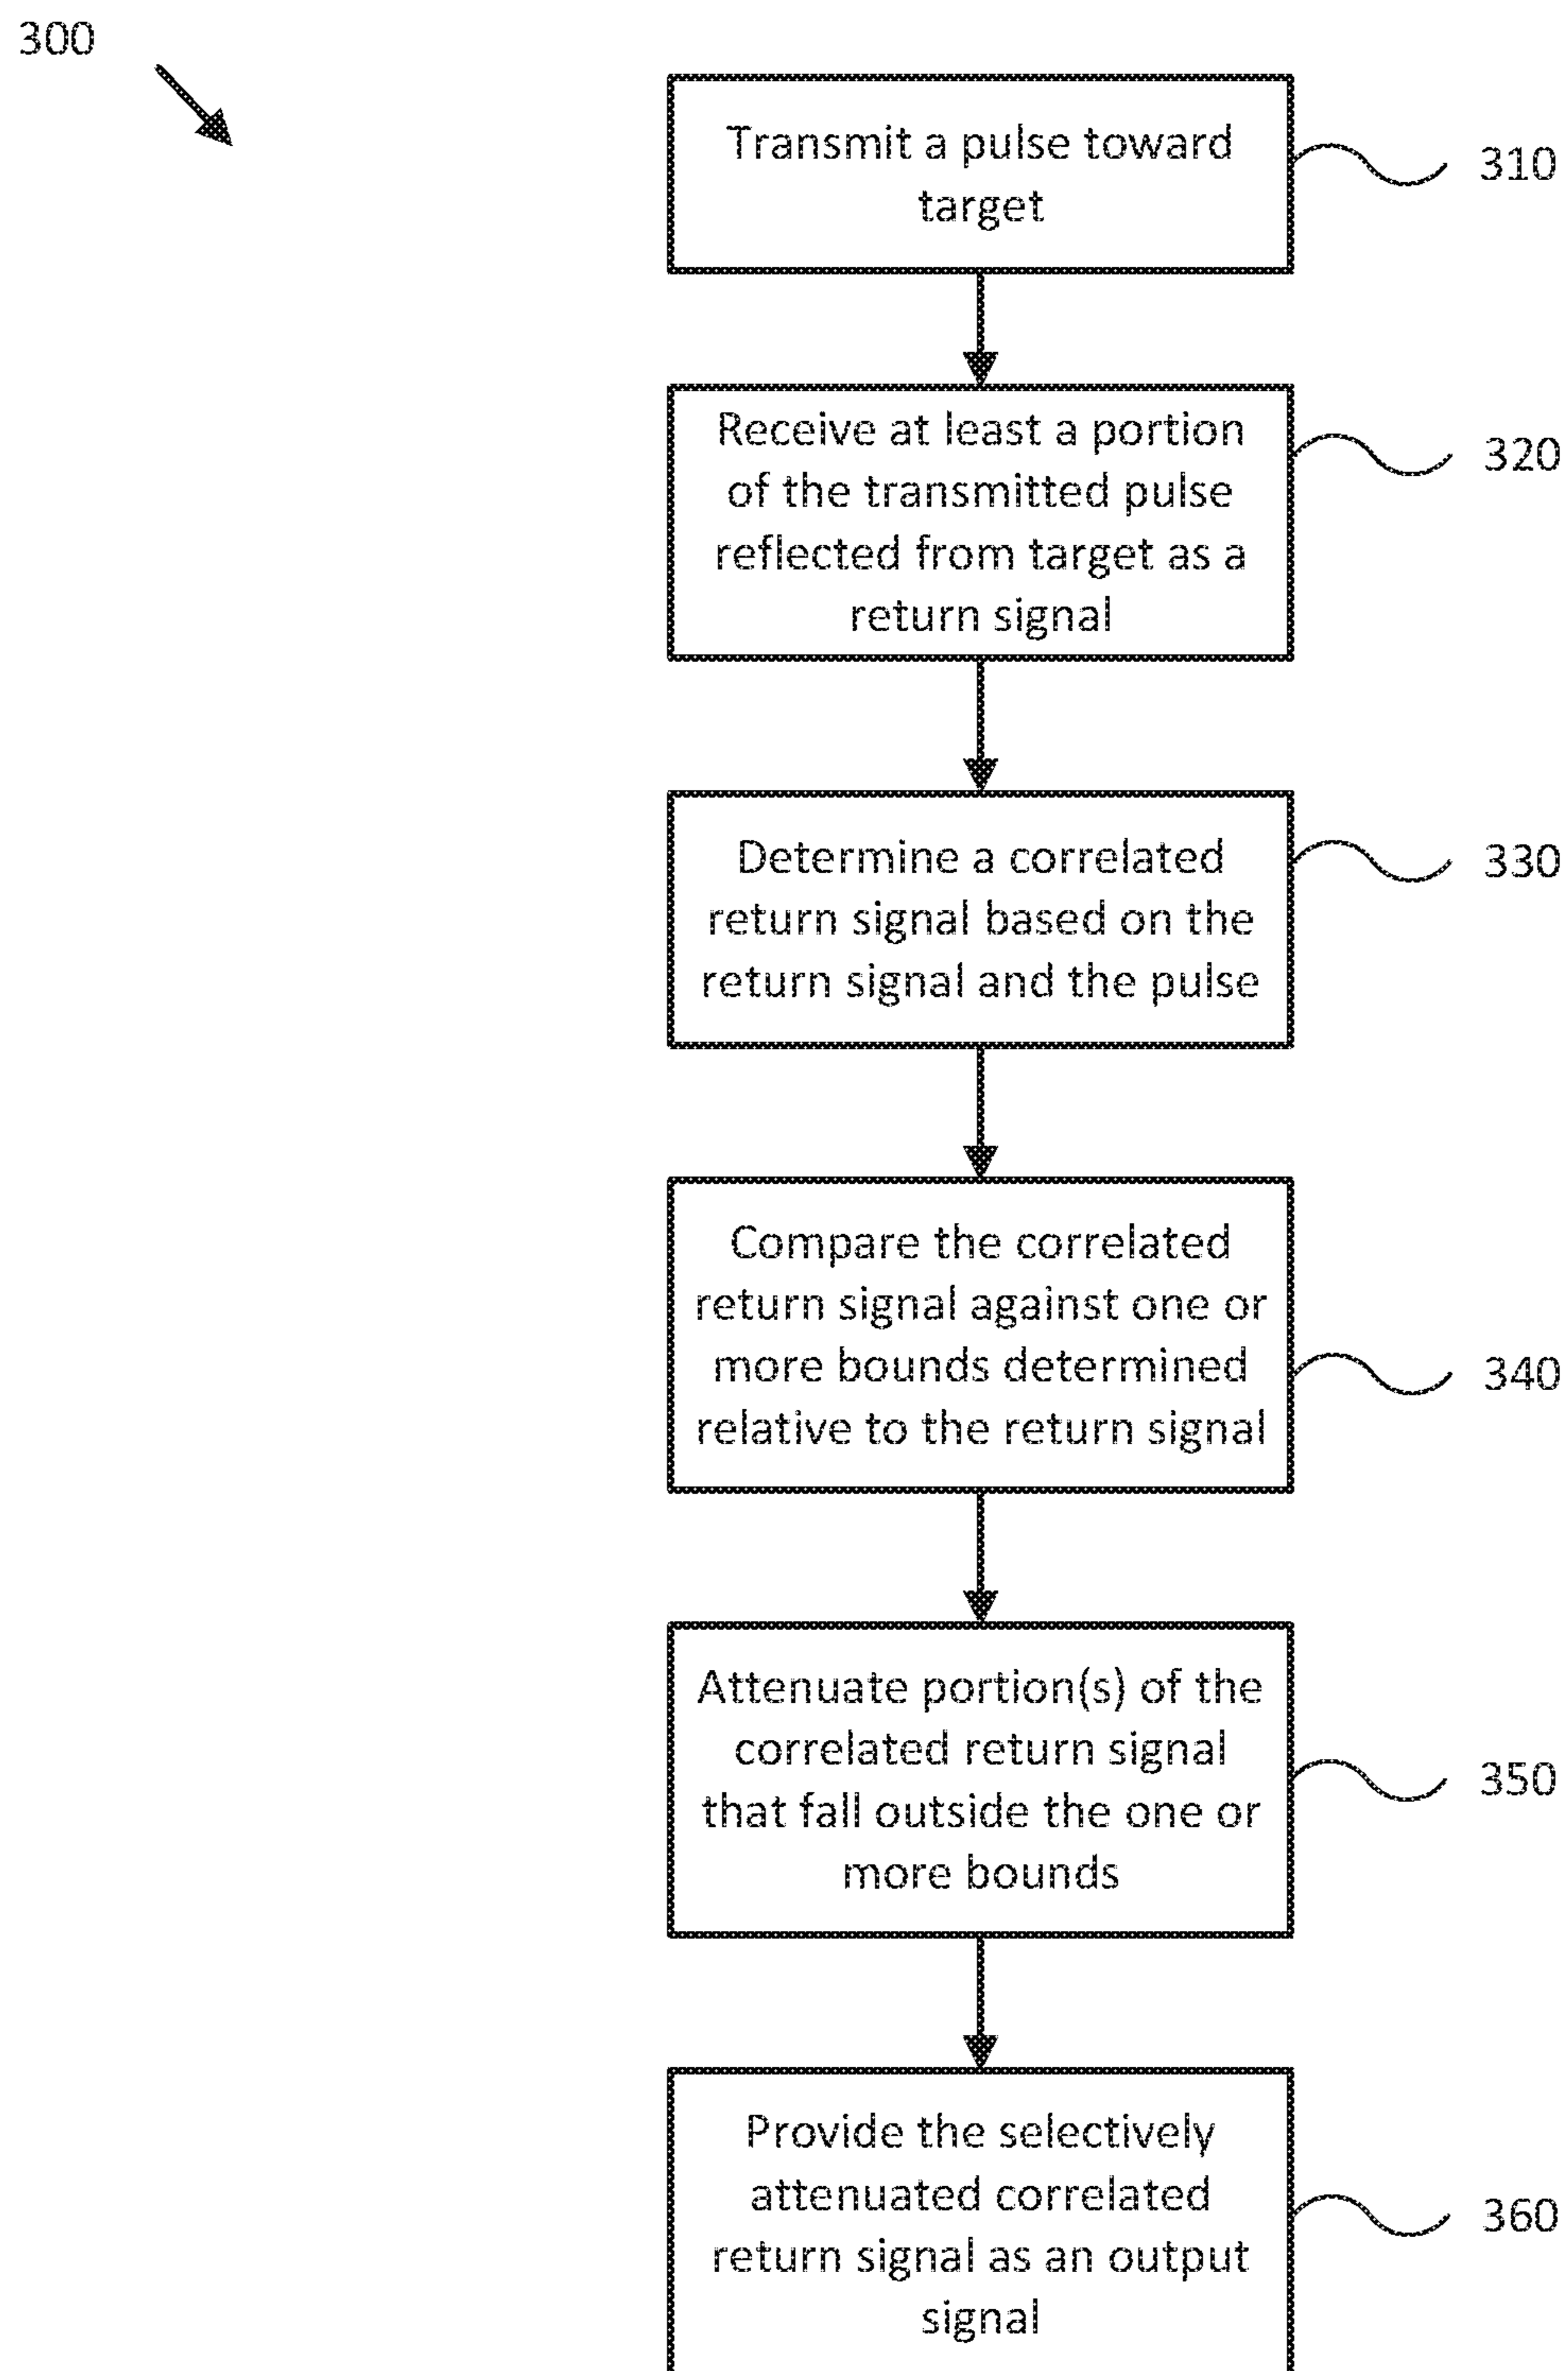 300
Transmit a pulse toward
target
310
Receive at least a portion
of the transmitted pulse
reflected from target as a
return signal
320
Determine a correlated
return signal based on the
return signal and the pulse
330
Compare the correlated
return signal against one or
more bounds determined
relative to the return signal
340
Attenuate portion(s) of the
correlated return signal
that fall outside the one or
more bounds
350
Provide the selectively
attenuated correlated
return signal as an output
signal
360